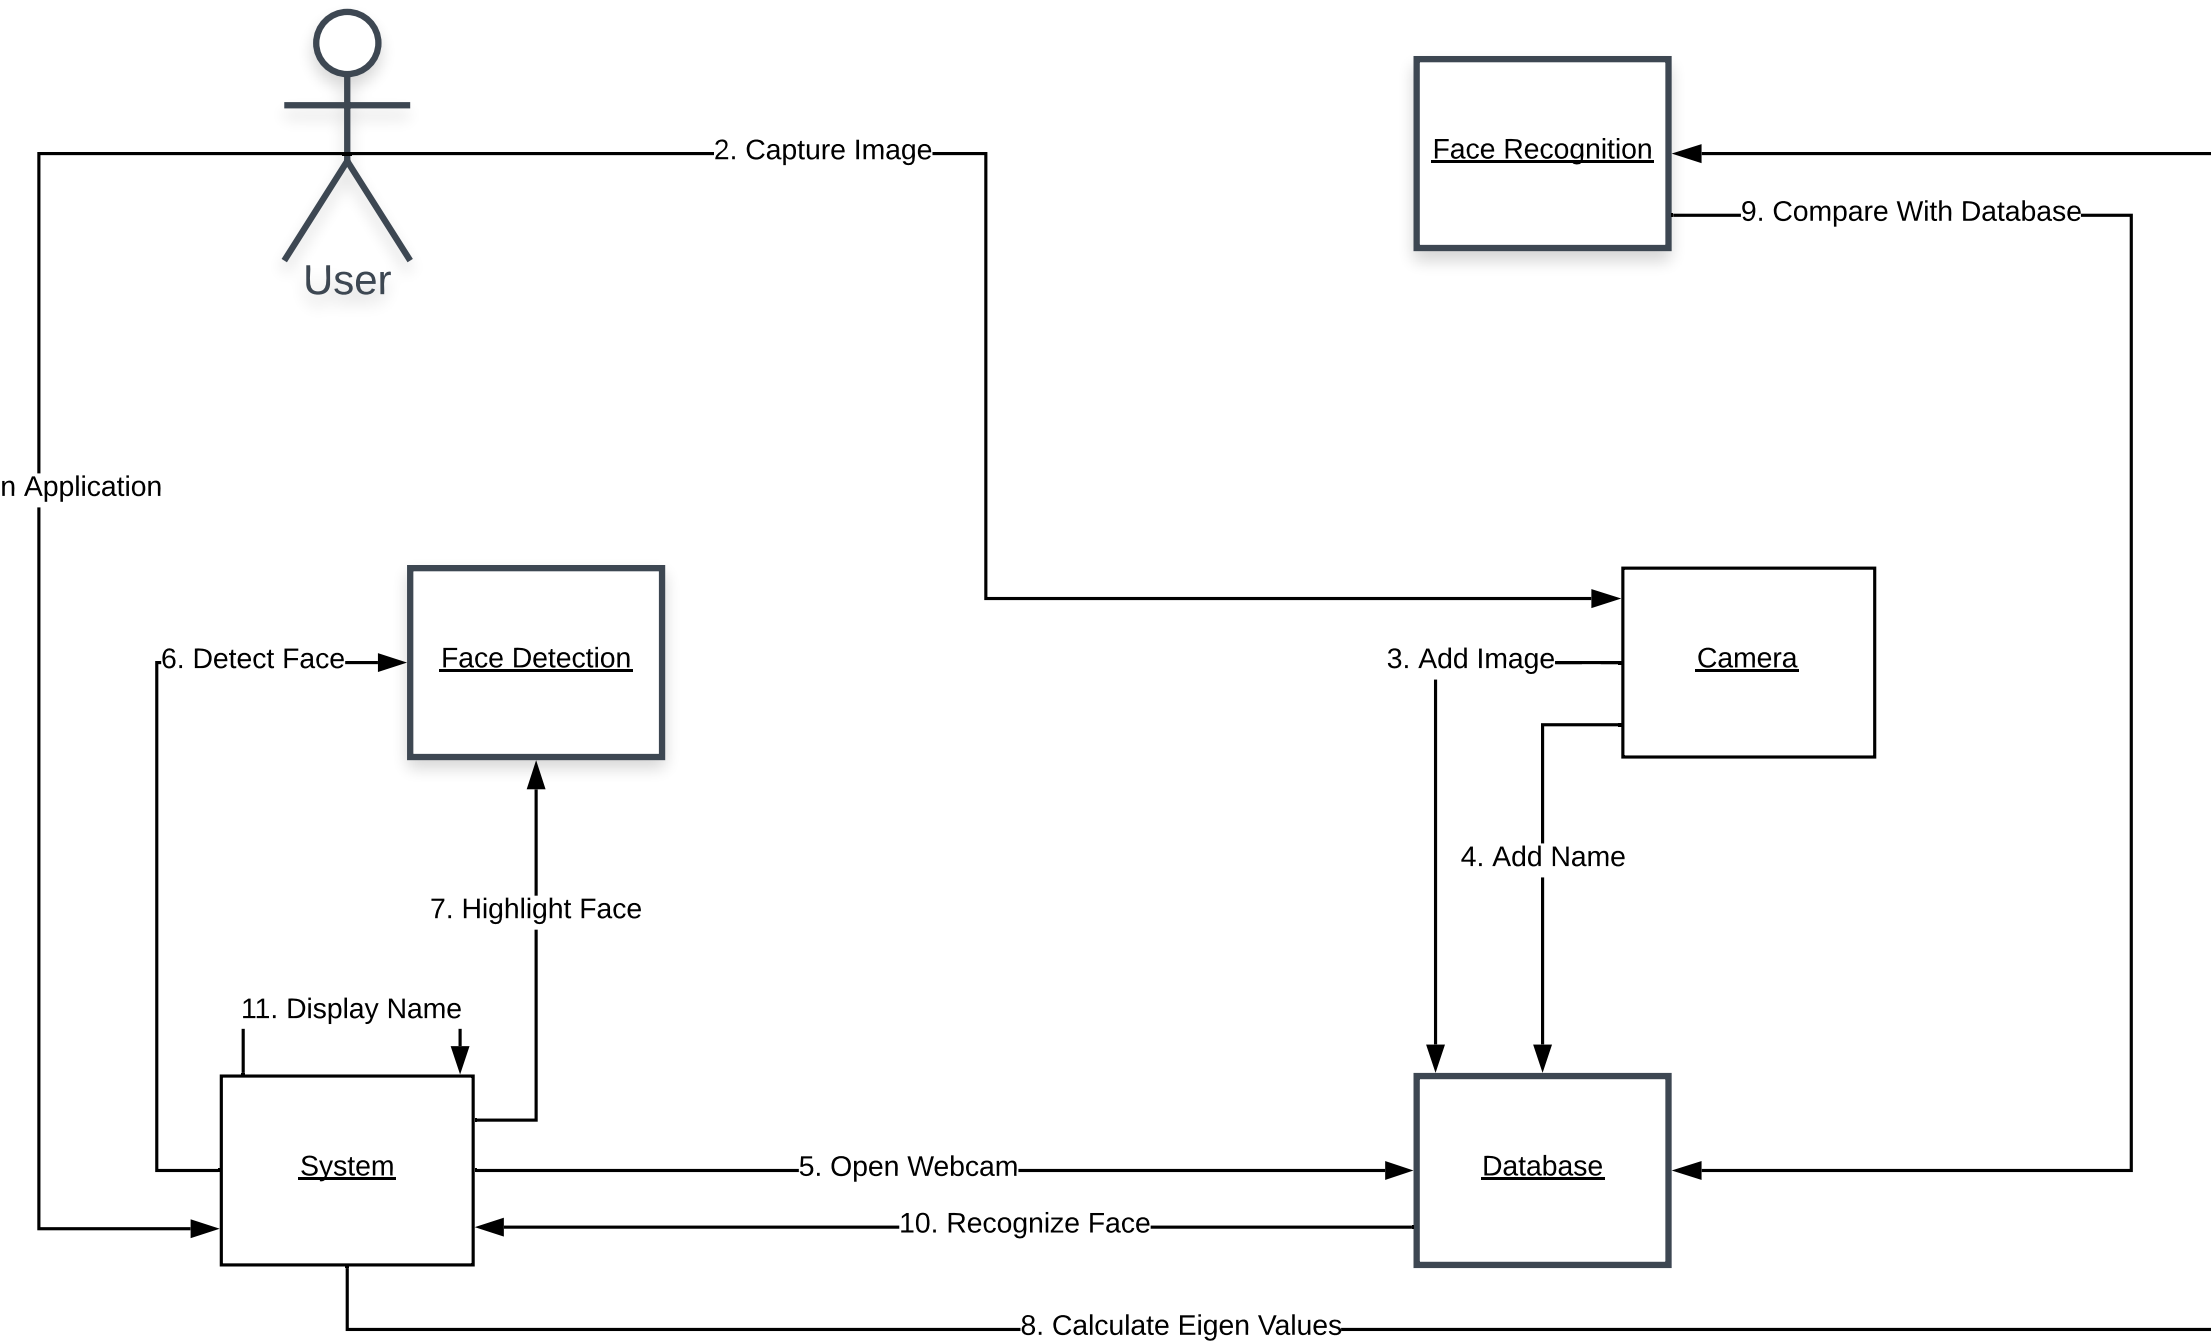 2. Capture Image
Face Recognition
9. Compare With Database
User
n Application
6. Detect Face
Face Detection
3. Add Image
Camera
4. Add Name
7. Highlight Face
11. Display Name
System
5. Open Webcam
Database
10. Recognize Face
8. Calculate Eigen Values